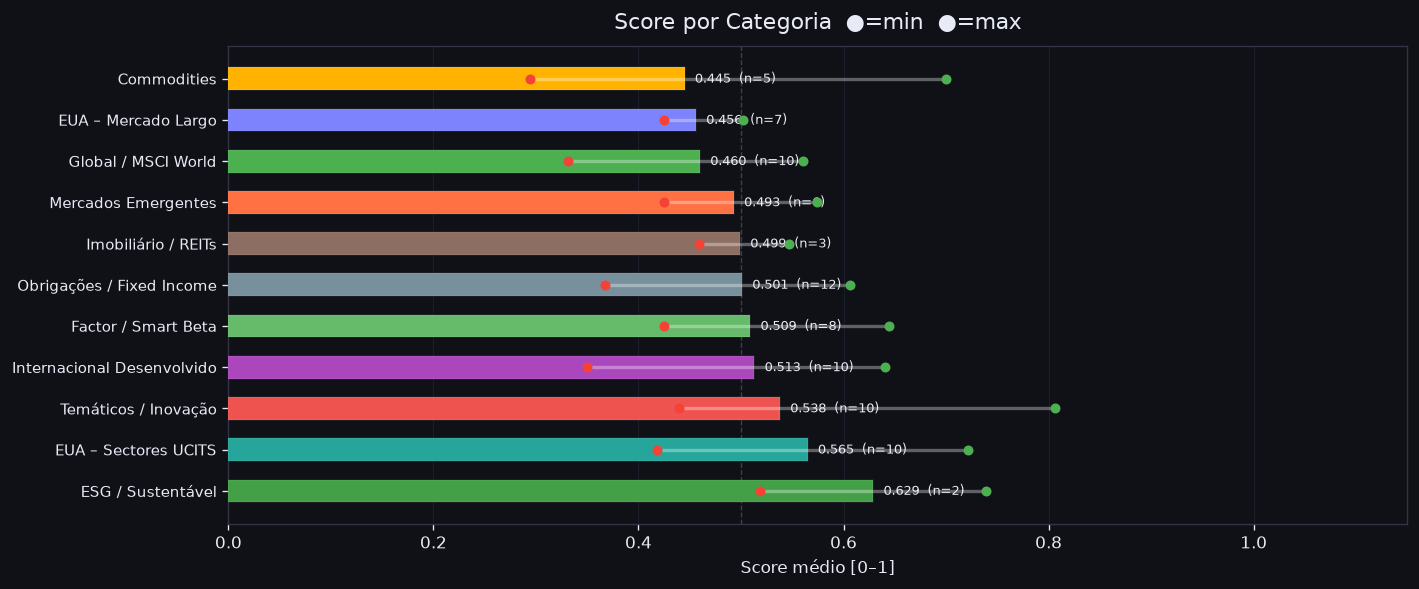 Score por Categoria ●=min ●=max
Commodities 0.445 (n=5)
EUA – Mercado Largo 0.456 (n=7)
Global / MSCI World 0.460 (n=10)
Mercados Emergentes 0.493
Imobiliário / REITs 0.499 (n=3)
Obrigações / Fixed Income 0.501 (n=12)
Factor / Smart Beta 0.509 (n=8)
Internacional Desenvolvido 0.513 (n=10)
Temáticos / Inovação 0.538 (n=10)
EUA – Sectores UCITS 0.565 (n=10)
ESG / Sustentável 0.629 (n=2)
0.0 0.2 0.4 0.6 0.8 1.0
Score médio [0–1]